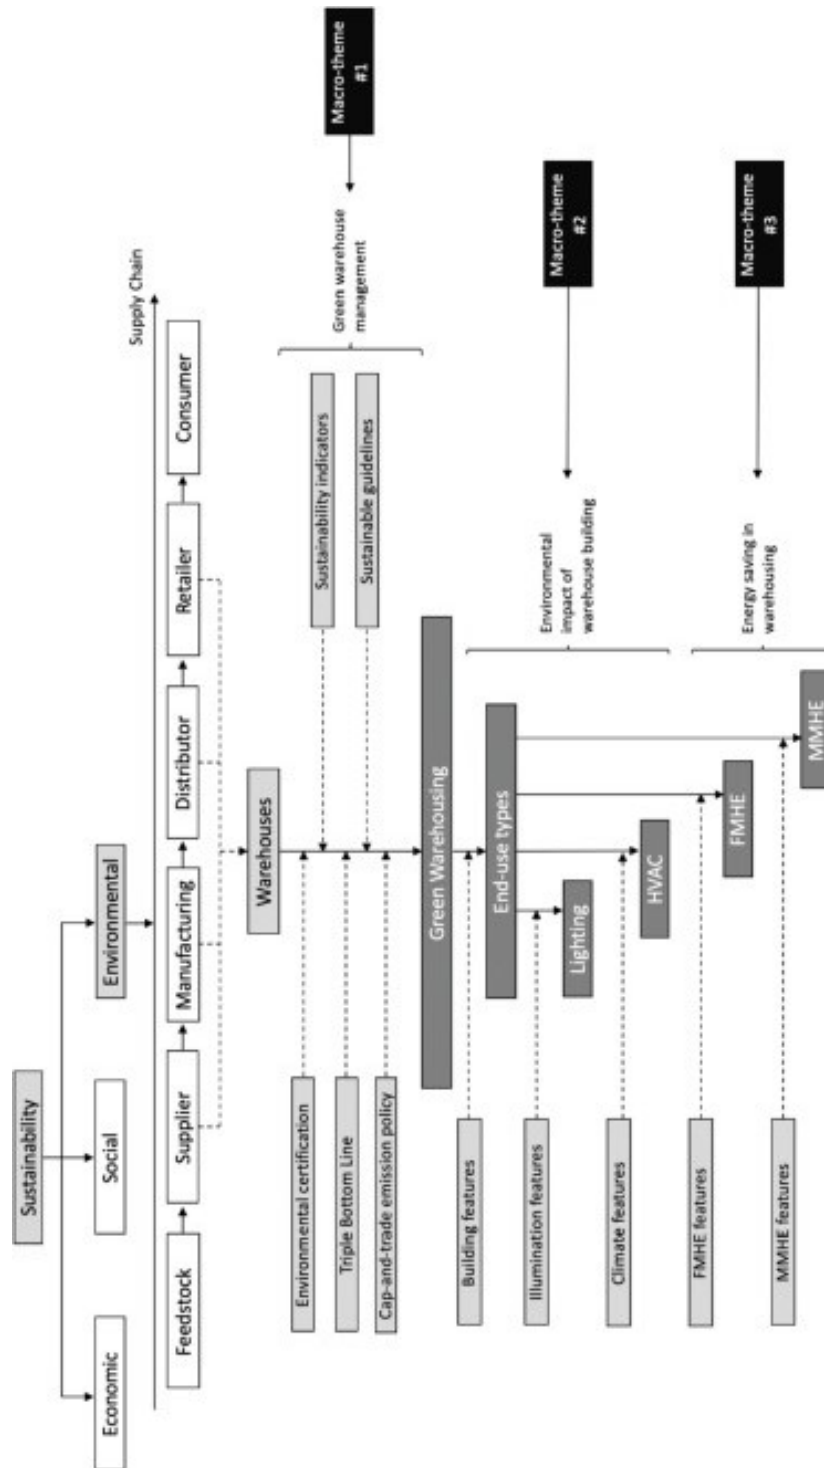 Sustainability
Economic
Social
Environmental
Supply Chain
Feedstock
Supplier
Manufacturing
Distributor
Retailer
Consumer
Warehouses
Environmental certification
Triple Bottom Line
Cap-and-trade emission policy
Sustainability indicators
Sustainable guidelines
Green warehouse
management
Macro-theme
#1
Green Warehousing
Building features
End-use types
Illumination features
Lighting
Climate features
HVAC
Environmental
impact of
warehouse building
Macro-theme
#2
FMHE features
FMHE
MMHE features
MMHE
Energy saving in
warehousing
Macro-theme
#3